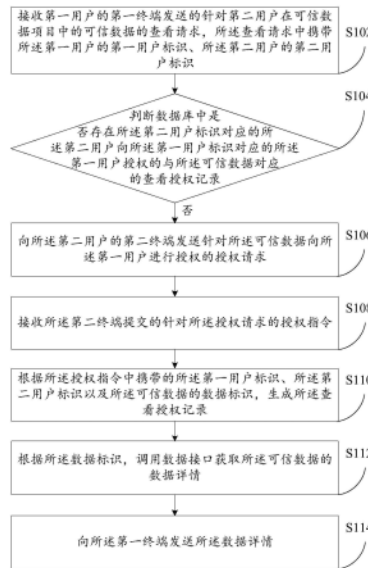 接收第一用户的第一终端发送的针对第二用户在可信数
据项目中的可信数据的查看请求，所述查看请求中携带
所述第一用户的第一用户标识、所述第二用户的第二用
户标识
S102
判断数据库中是
否存在所述第二用户标识对应的所
述第二用户向所述第一用户标识对应的所述
第一用户授权的与所述可信数据对应
的查看授权记录
S104
否
向所述第二用户的第二终端发送针对所述可信数据向所
述第一用户进行授权的授权请求
S106
接收所述第二终端提交的针对所述授权请求的授权指令
S108
根据所述授权指令中携带的所述第一用户标识、所述第
二用户标识以及所述可信数据的数据标识，生成所述查
看授权记录
S110
根据所述数据标识，调用数据接口获取所述可信数据的
数据详情
S112
向所述第一终端发送所述数据详情
S114